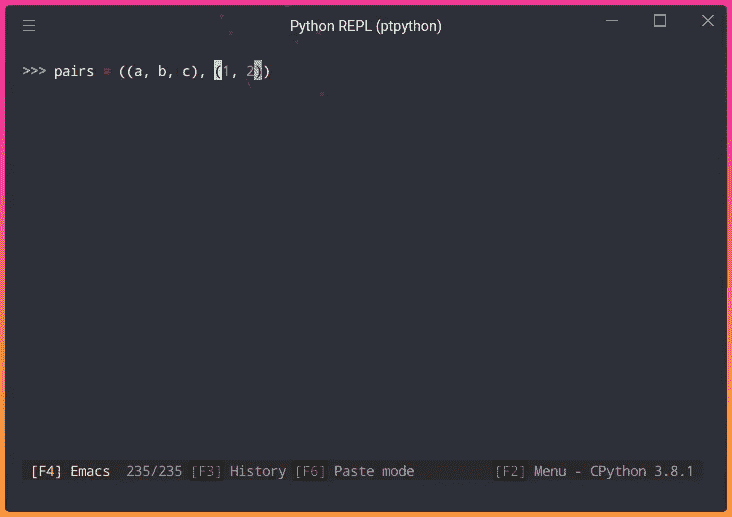 Python REPL (ptpython)
>>> pairs = ((a, b, c), (1, 2))
[F4] Emacs 235/235 [F3] History [F6] Paste mode [F2] Menu - CPython 3.8.1